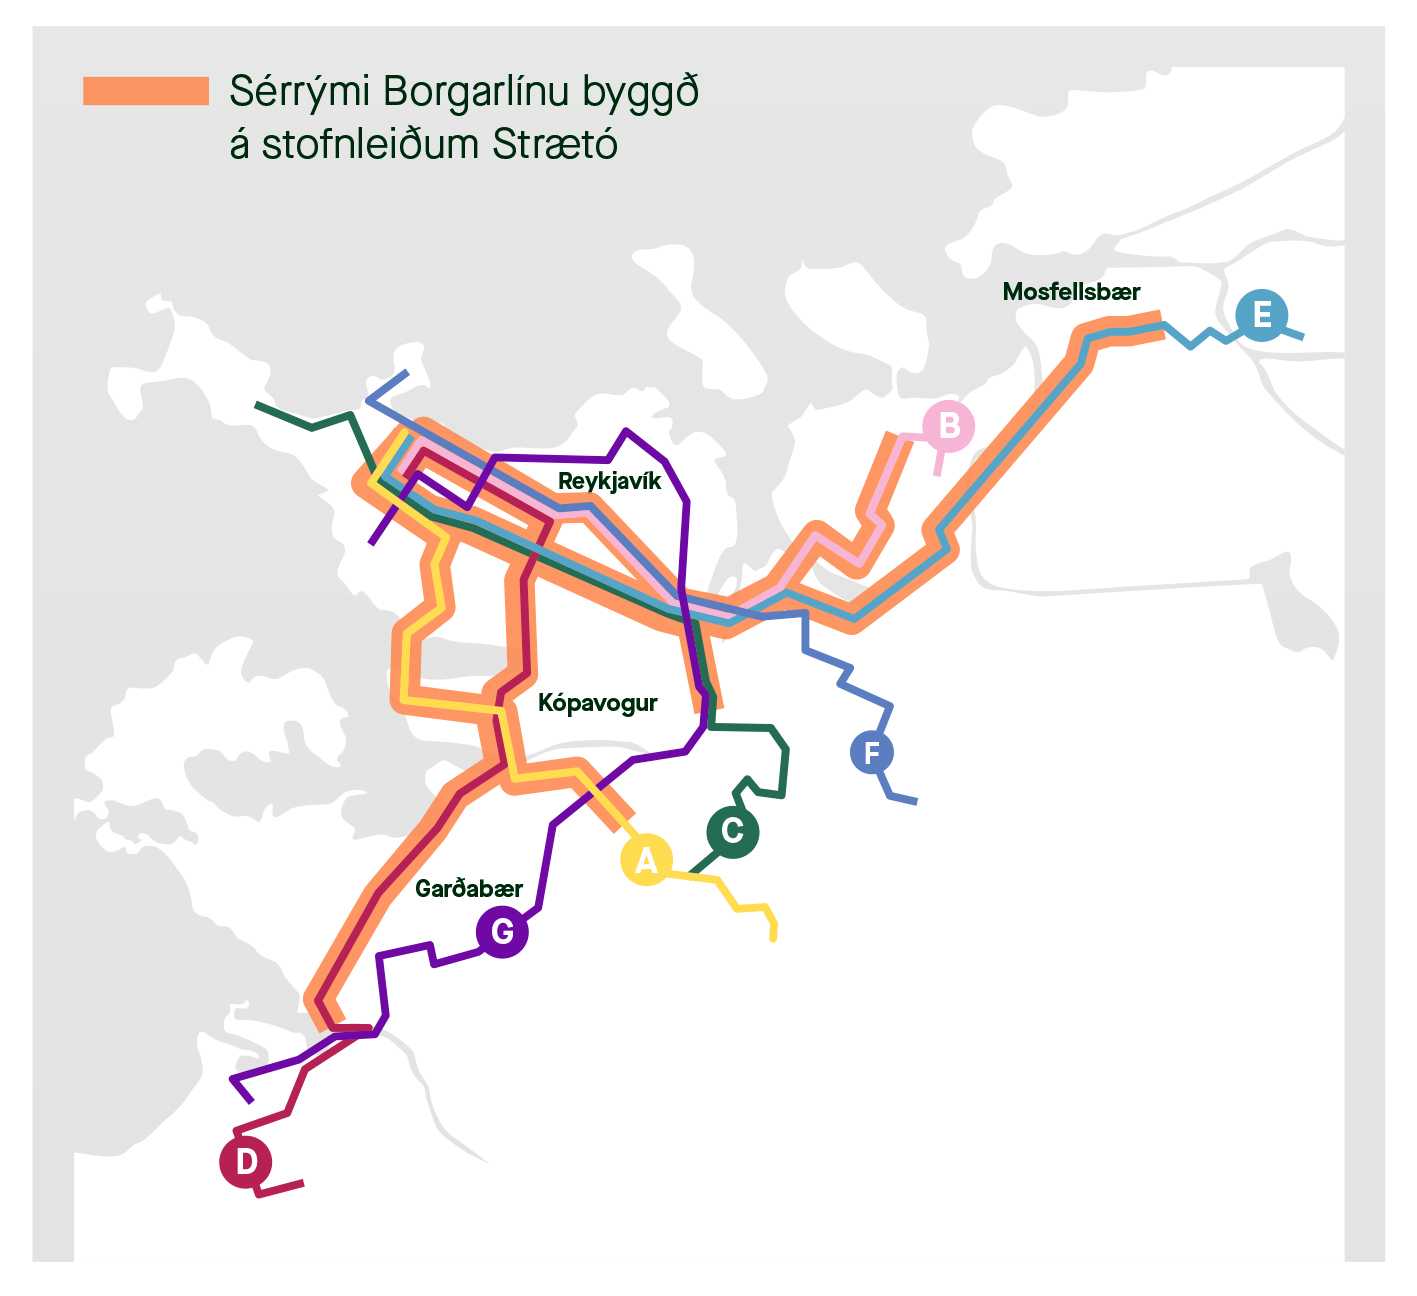 Sérrými Borgarlínu byggð
á stofnleiðum Strætó
Mosfellsbær
E
B
Reykjavík
Kópavogur
F
C
A
Garðabær
G
D